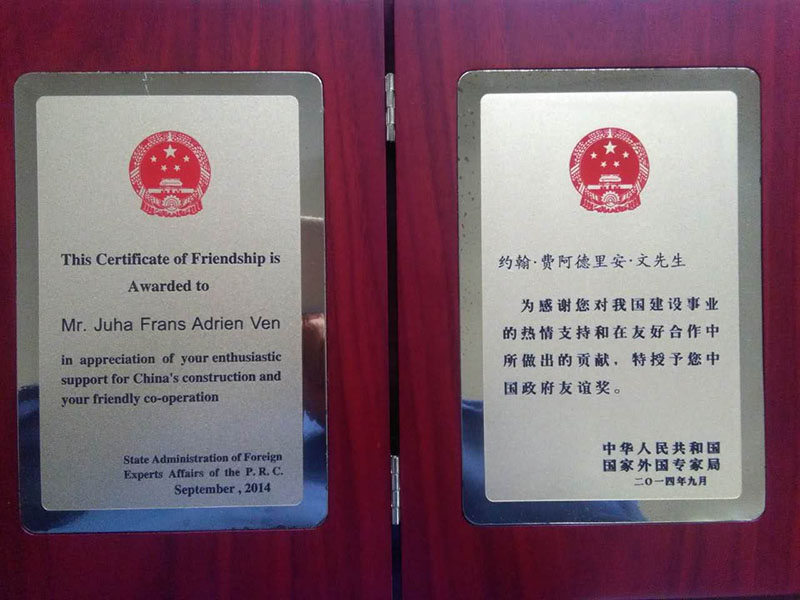 This Certificate of Friendship is
Awarded to
Mr. Juha Frans Adrien Ven
in appreciation of your enthusiastic
support for China's construction and
your friendly co-operation
State Administration of Foreign
Experts Affairs of the P. R. C.
September , 2014
约翰·费阿德里安·文先生
为感谢您对我国建设事业
的热情支持和在友好合作中
所做出的贡献，特授予您中
国政府友谊奖。
中华人民共和国
国家外国专家局
二〇一四年九月